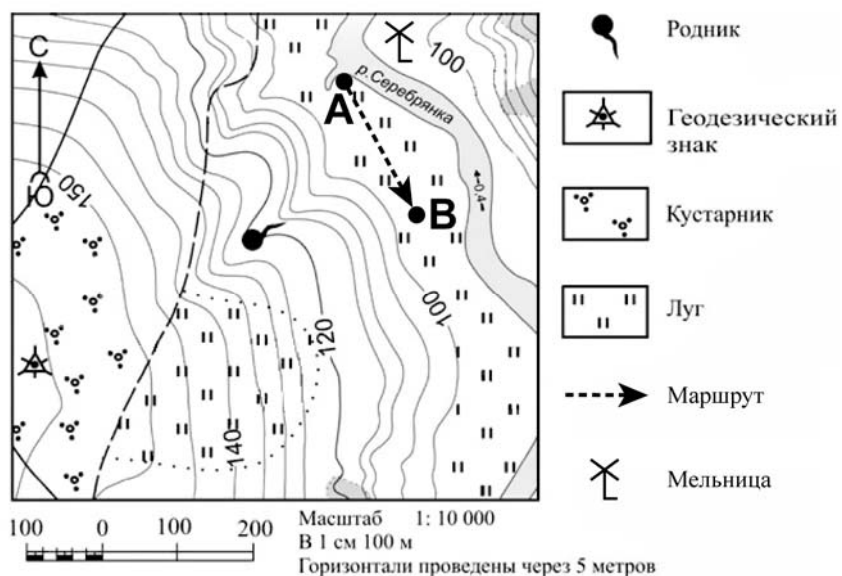 С
Ю
150
А
В
р. Серебрянка
100
0,4
100
120
140
Родник
Геодезический
знак
Кустарник
Луг
Маршрут
Мельница
100 0 100 200
Масштаб 1: 10 000
В 1 см 100 м
Горизонтали проведены через 5 метров